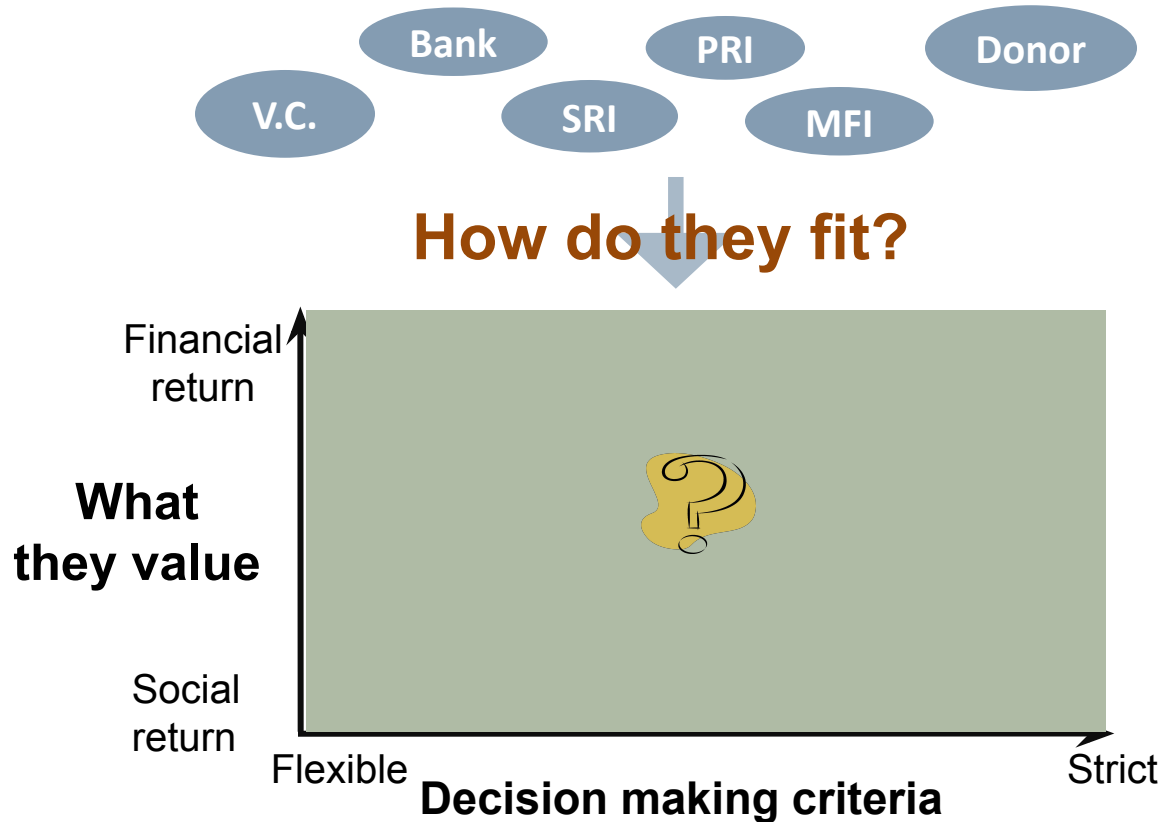 Bank
PRI
Donor
V.C.
SRI
MFI
How do they fit?
Financial
return
What
they value
Social
return
Flexible
Strict
Decision making criteria
?